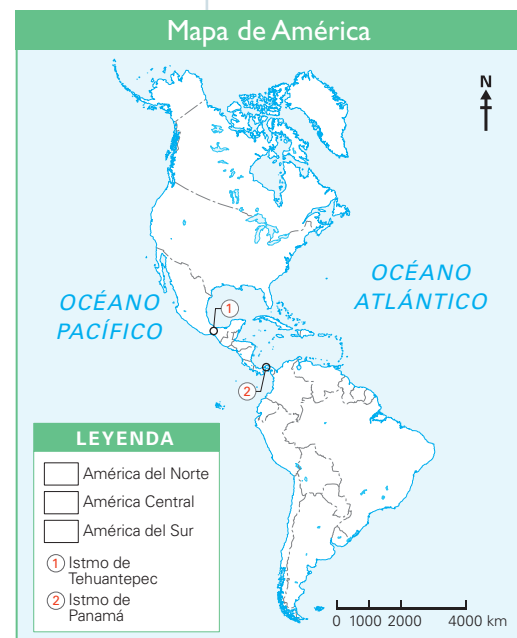 Mapa de América
N
OCÉANO
ATLÁNTICO
OCÉANO
PACÍFICO
1
2
LEYENDA
América del Norte
América Central
América del Sur
1 Istmo de
Tehuantepec
2 Istmo de
Panamá
0 1000 2000 4000 km